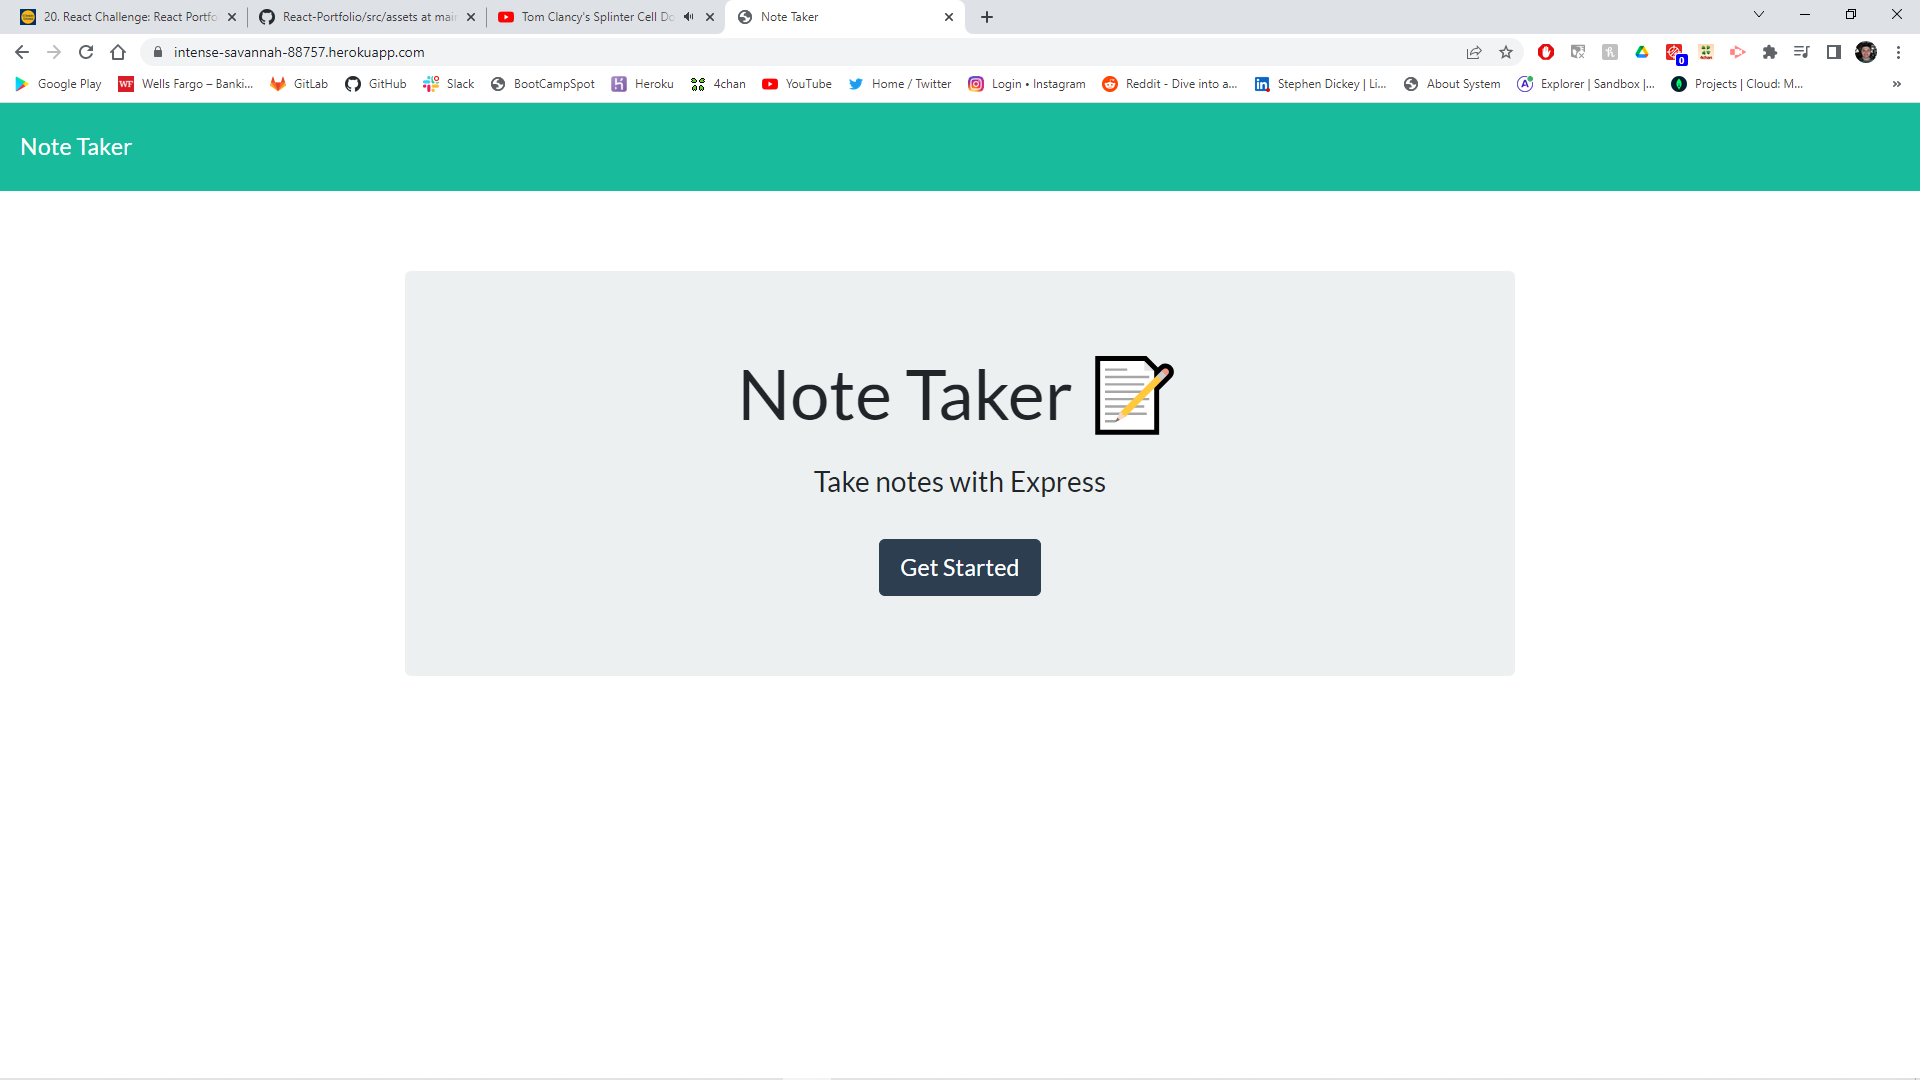 20. React Challenge: React Portfo
React-Portfolio/src/assets at mai
Tom Clancy's Splinter Cell Do
Note Taker
intense-savannah-88757.herokuapp.com
0
Google Play
WF
Wells Fargo – Banki...
GitLab
GitHub
Slack
BootCampSpot
Heroku
4chan
YouTube
Home / Twitter
Login • Instagram
Reddit - Dive into a...
Stephen Dickey | Li...
About System
Explorer | Sandbox |...
Projects | Cloud: M...
»
Note Taker
Note Taker 📝
Take notes with Express
Get Started